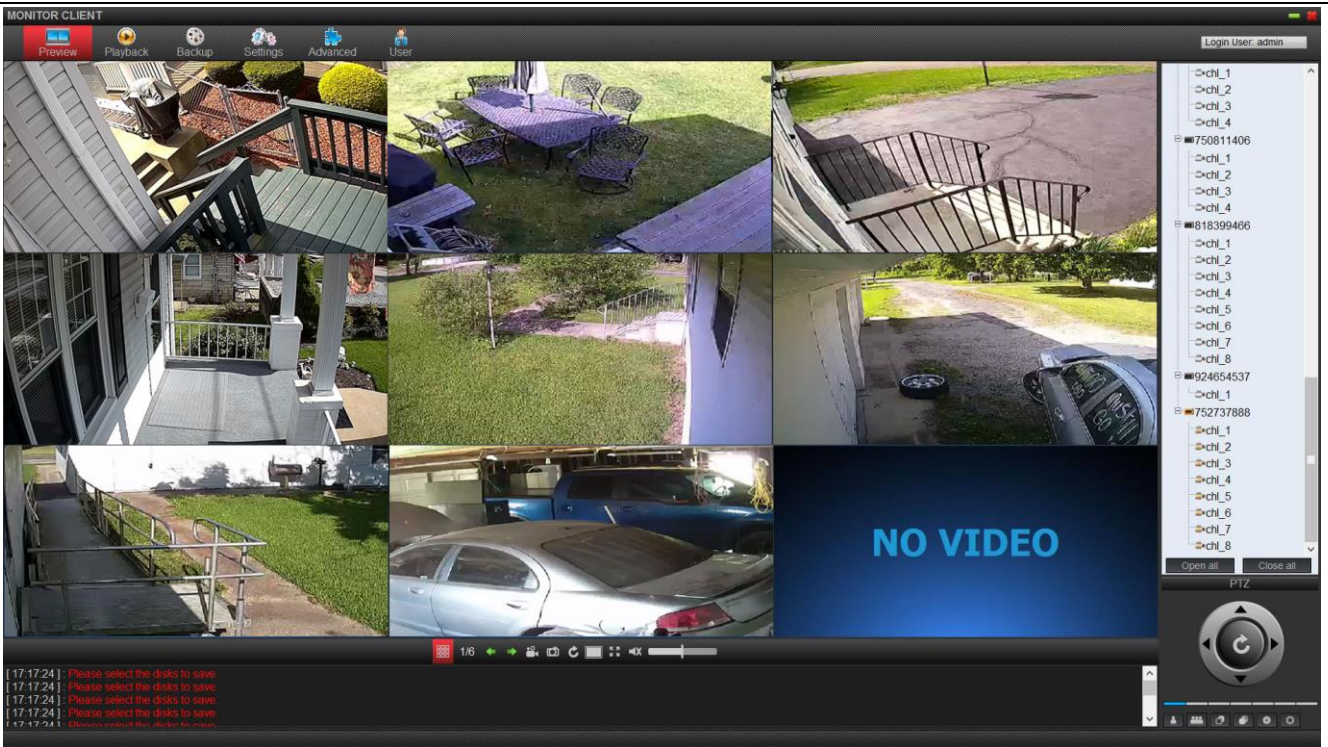 MONITOR CLIENT
Preview
Playback
Backup
Settings
Advanced
User
Login User: admin
NO VIDEO
chl_1
chl_2
chl_3
chl_4
750811406
chl_1
chl_2
chl_3
chl_4
818399466
chl_1
chl_2
chl_3
chl_4
chl_5
chl_6
chl_7
chl_8
924654537
chl_1
752737888
chl_1
chl_2
chl_3
chl_4
chl_5
chl_6
chl_7
chl_8
Open all
Close all
PTZ
1/6
[ 17:17:24 ] : Please select the disks to save.
[ 17:17:24 ] : Please select the disks to save.
[ 17:17:24 ] : Please select the disks to save.
[ 17:17:24 ] : Please select the disks to save.
[ 17:17:24 ] : Please select the disks to save.